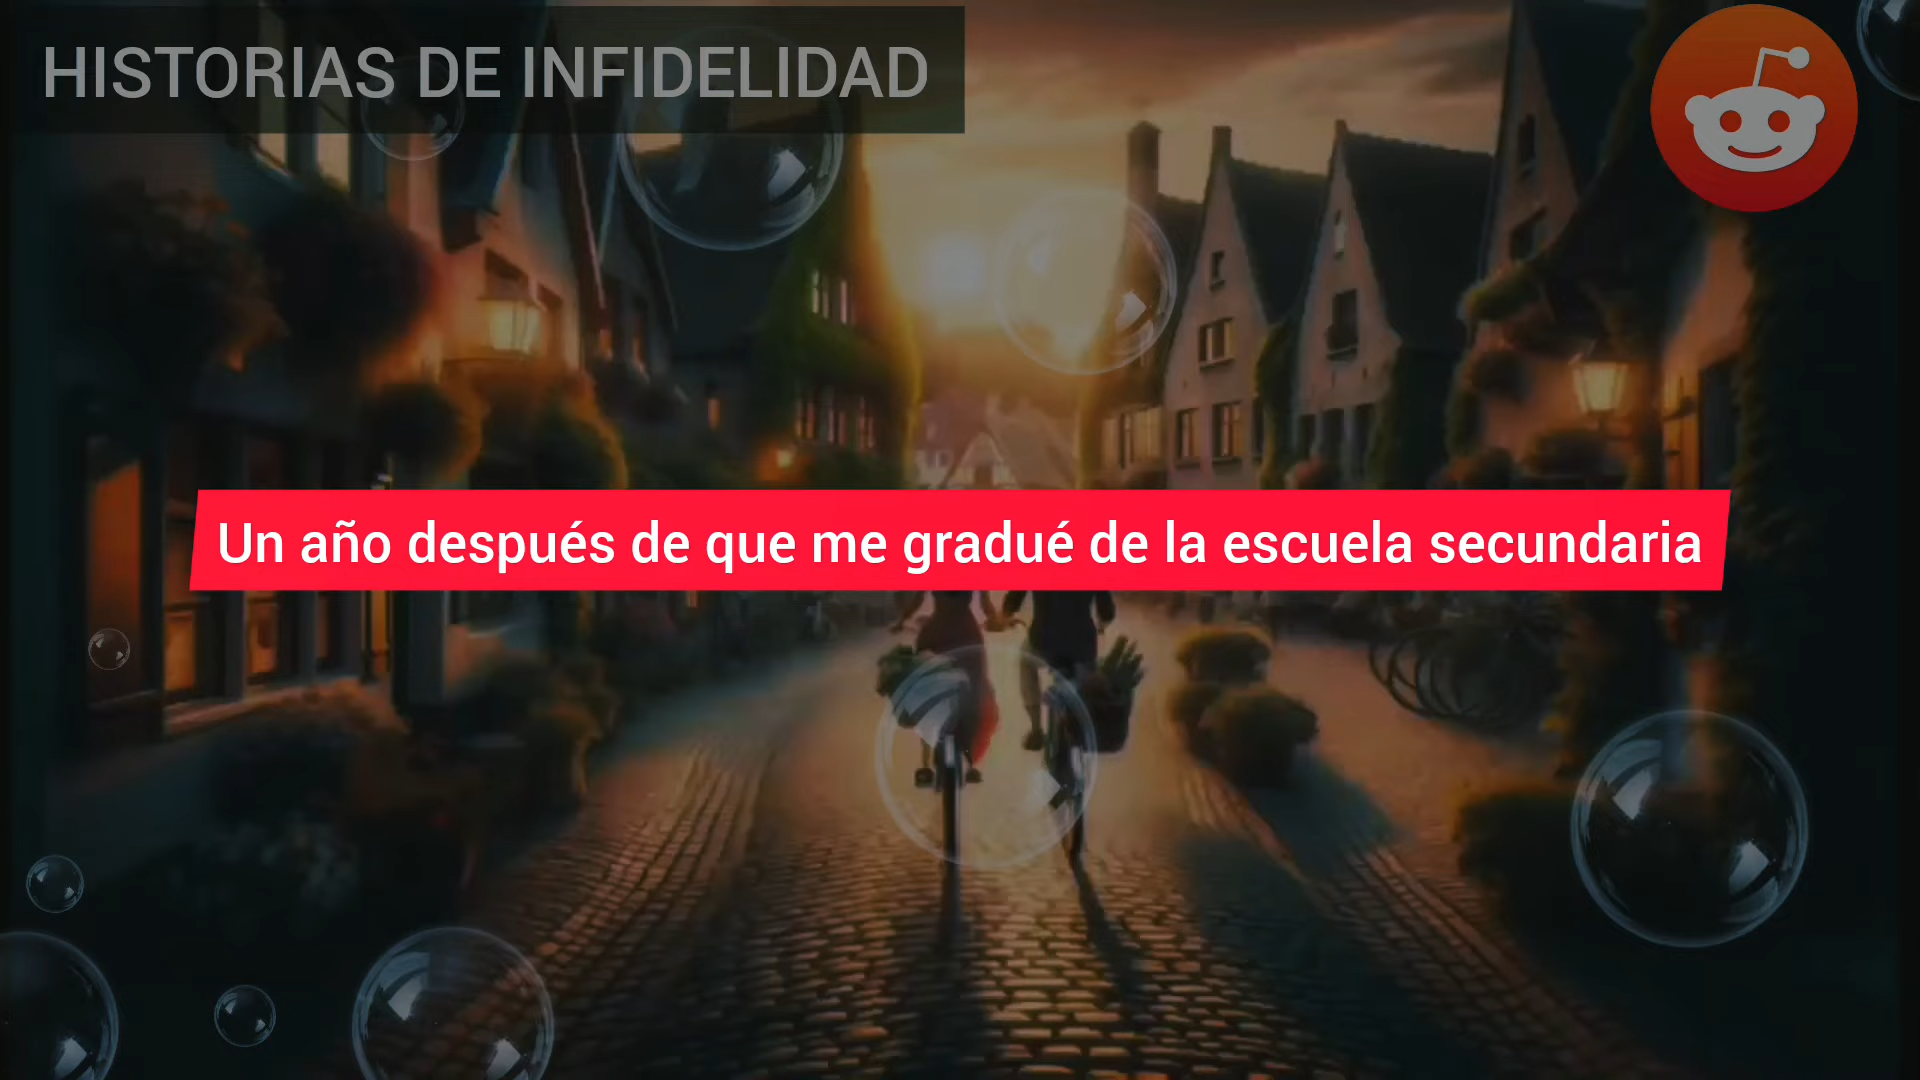 HISTORIAS DE INFIDELIDAD
Un año después de que me gradué de la escuela secundaria